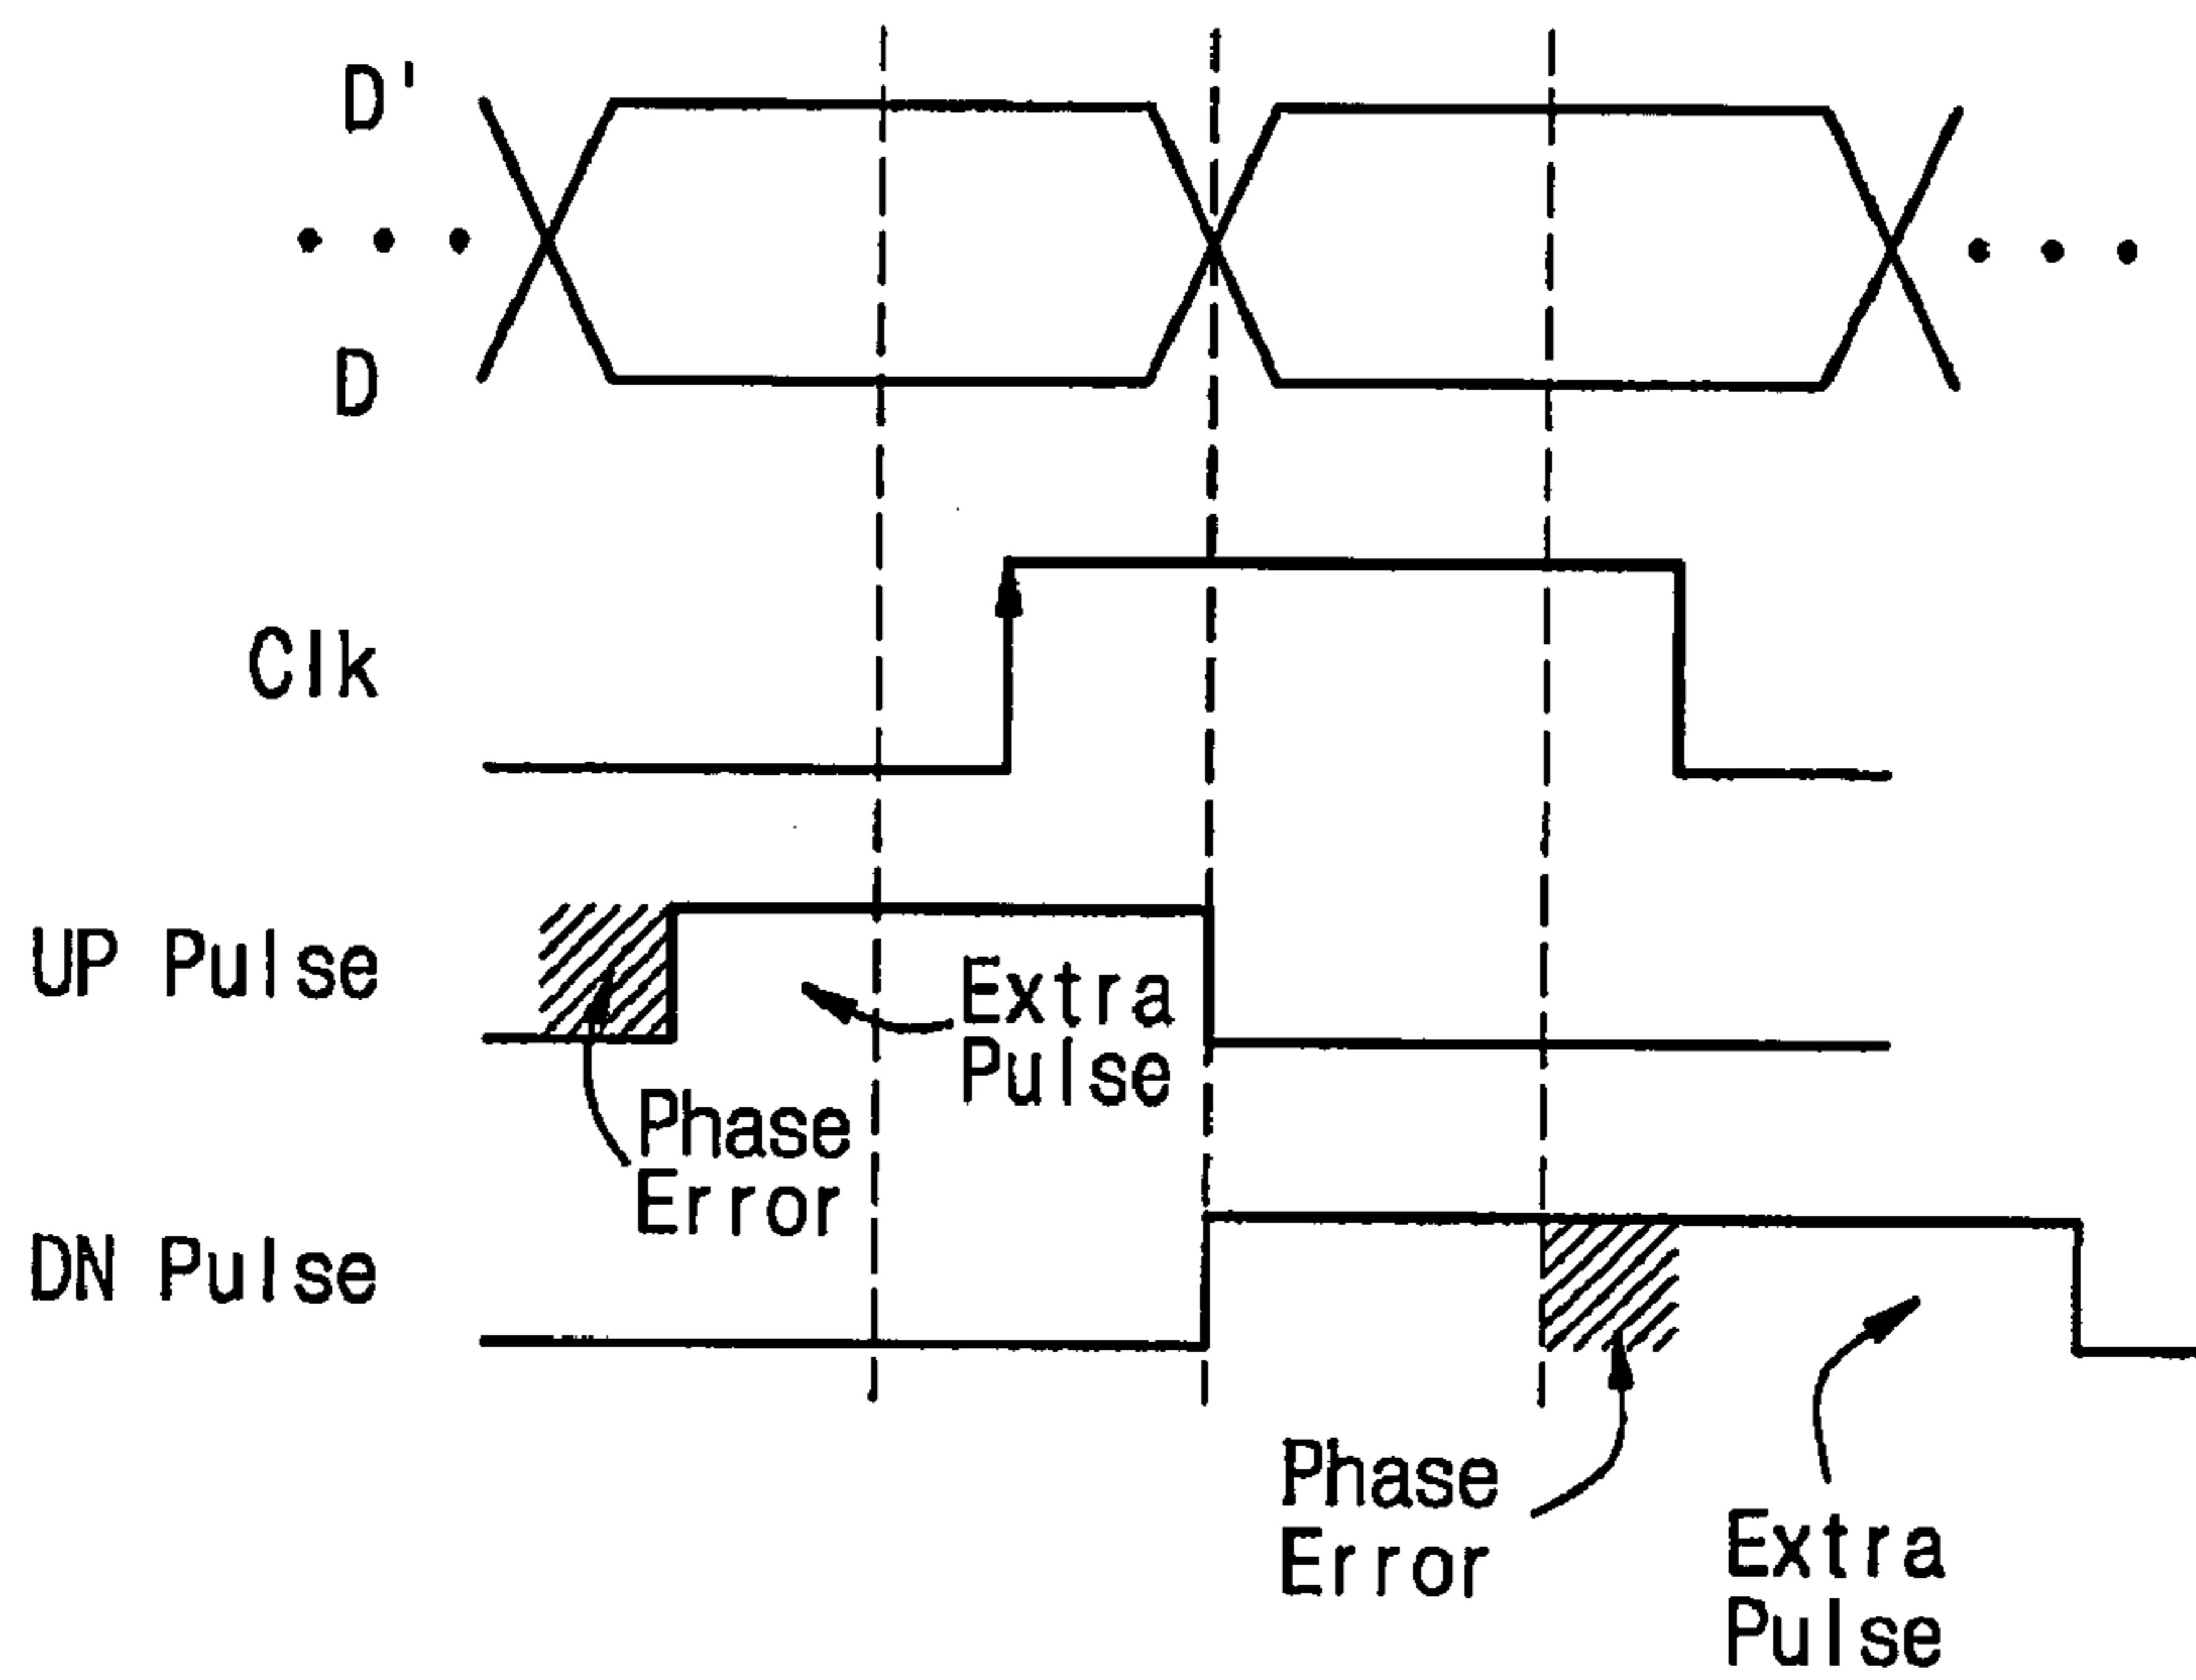 D'
D
Clk
UP Pulse
Extra
Pulse
Phase
Error
DN Pulse
Phase
Error
Extra
Pulse